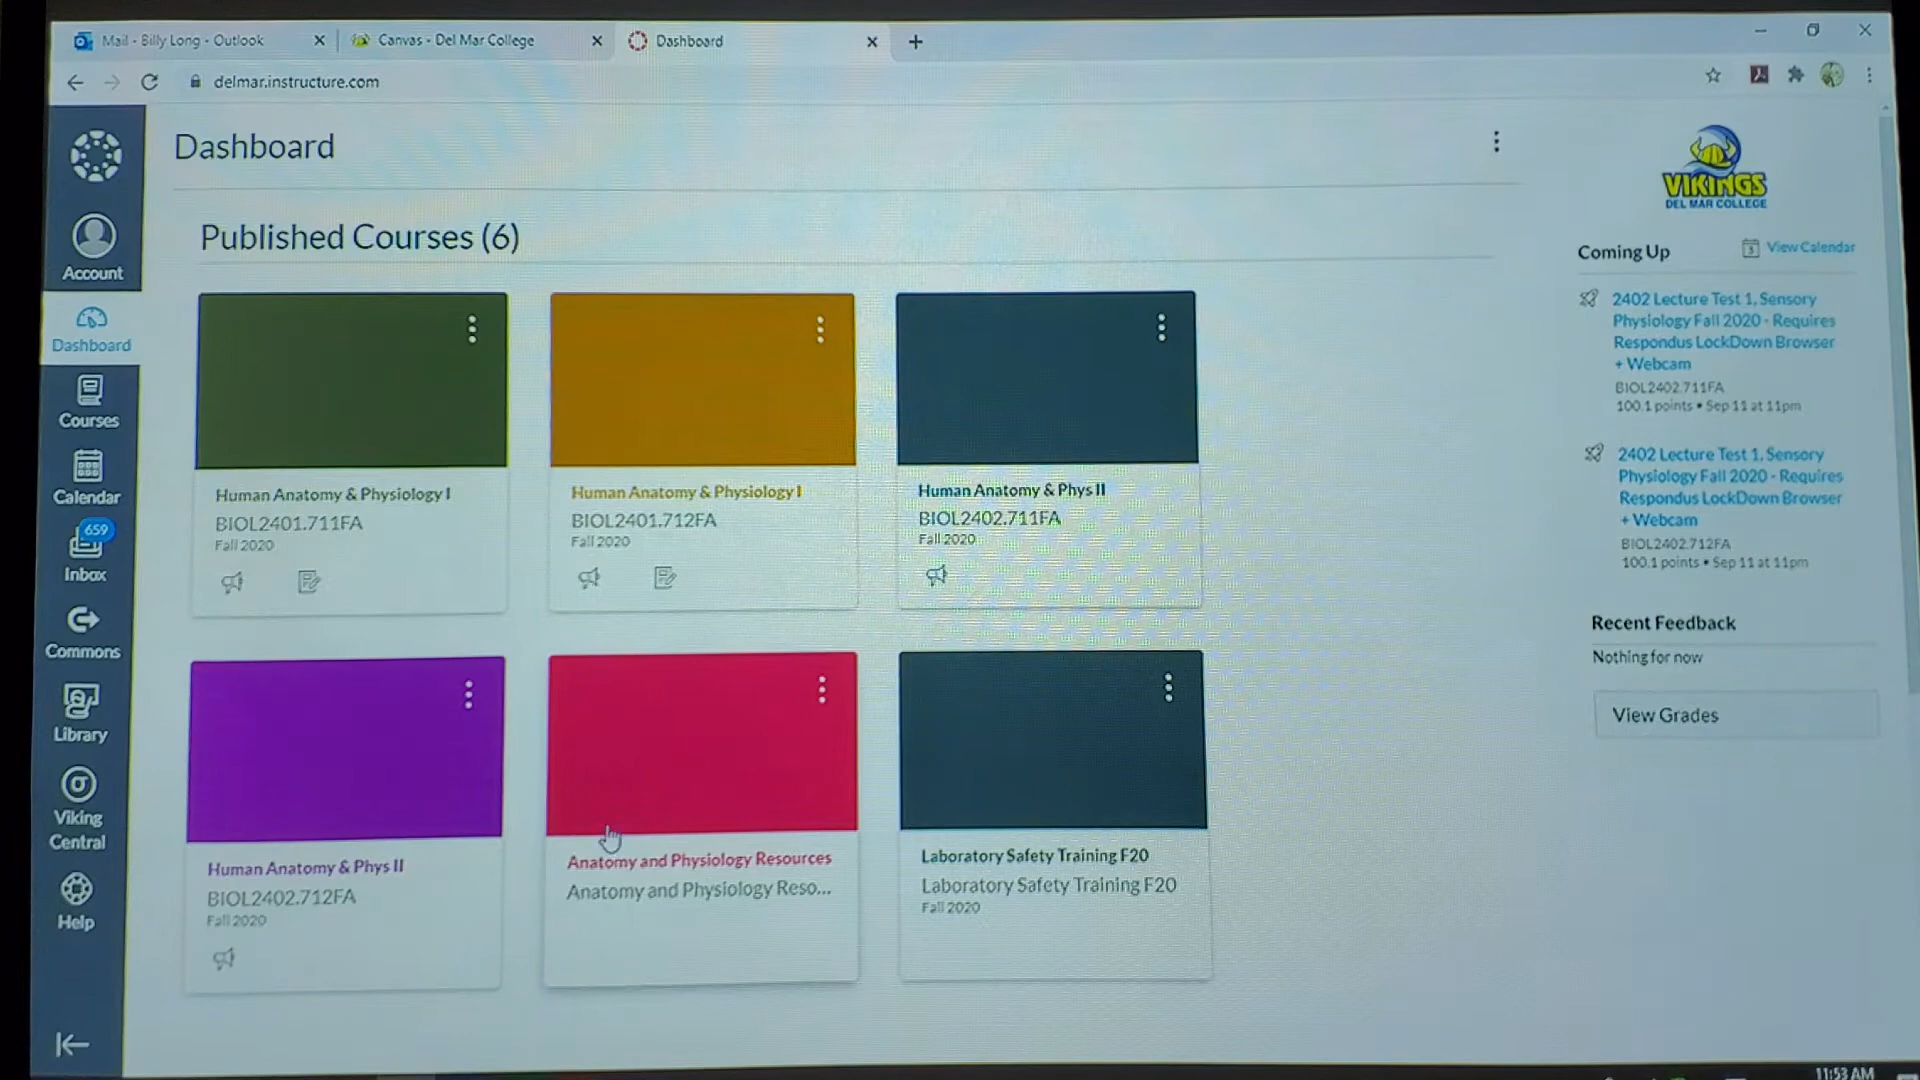 Mail - Billy Long - Outlook
Canvas - Del Mar College
Dashboard
delmar.instructure.com
Dashboard
Published Courses (6)
Human Anatomy & Physiology I
BIOL2401.711FA
Fall 2020
Human Anatomy & Physiology I
BIOL2401.712FA
Fall 2020
Human Anatomy & Phys II
BIOL2402.711FA
Fall 2020
Human Anatomy & Phys II
BIOL2402.712FA
Fall 2020
Anatomy and Physiology Resources
Anatomy and Physiology Reso...
Laboratory Safety Training F20
Laboratory Safety Training F20
Fall 2020
Account
Dashboard
Courses
Calendar
659
Inbox
Commons
Library
Viking
Central
Help
VIKINGS
DEL MAR COLLEGE
Coming Up
View Calendar
2402 Lecture Test 1, Sensory
Physiology Fall 2020 - Requires
Respondus LockDown Browser
+ Webcam
BIOL2402.711FA
100.1 points • Sep 11 at 11pm
2402 Lecture Test 1, Sensory
Physiology Fall 2020 - Requires
Respondus LockDown Browser
+ Webcam
BIOL2402.712FA
100.1 points • Sep 11 at 11pm
Recent Feedback
Nothing for now
View Grades
11:53 AM